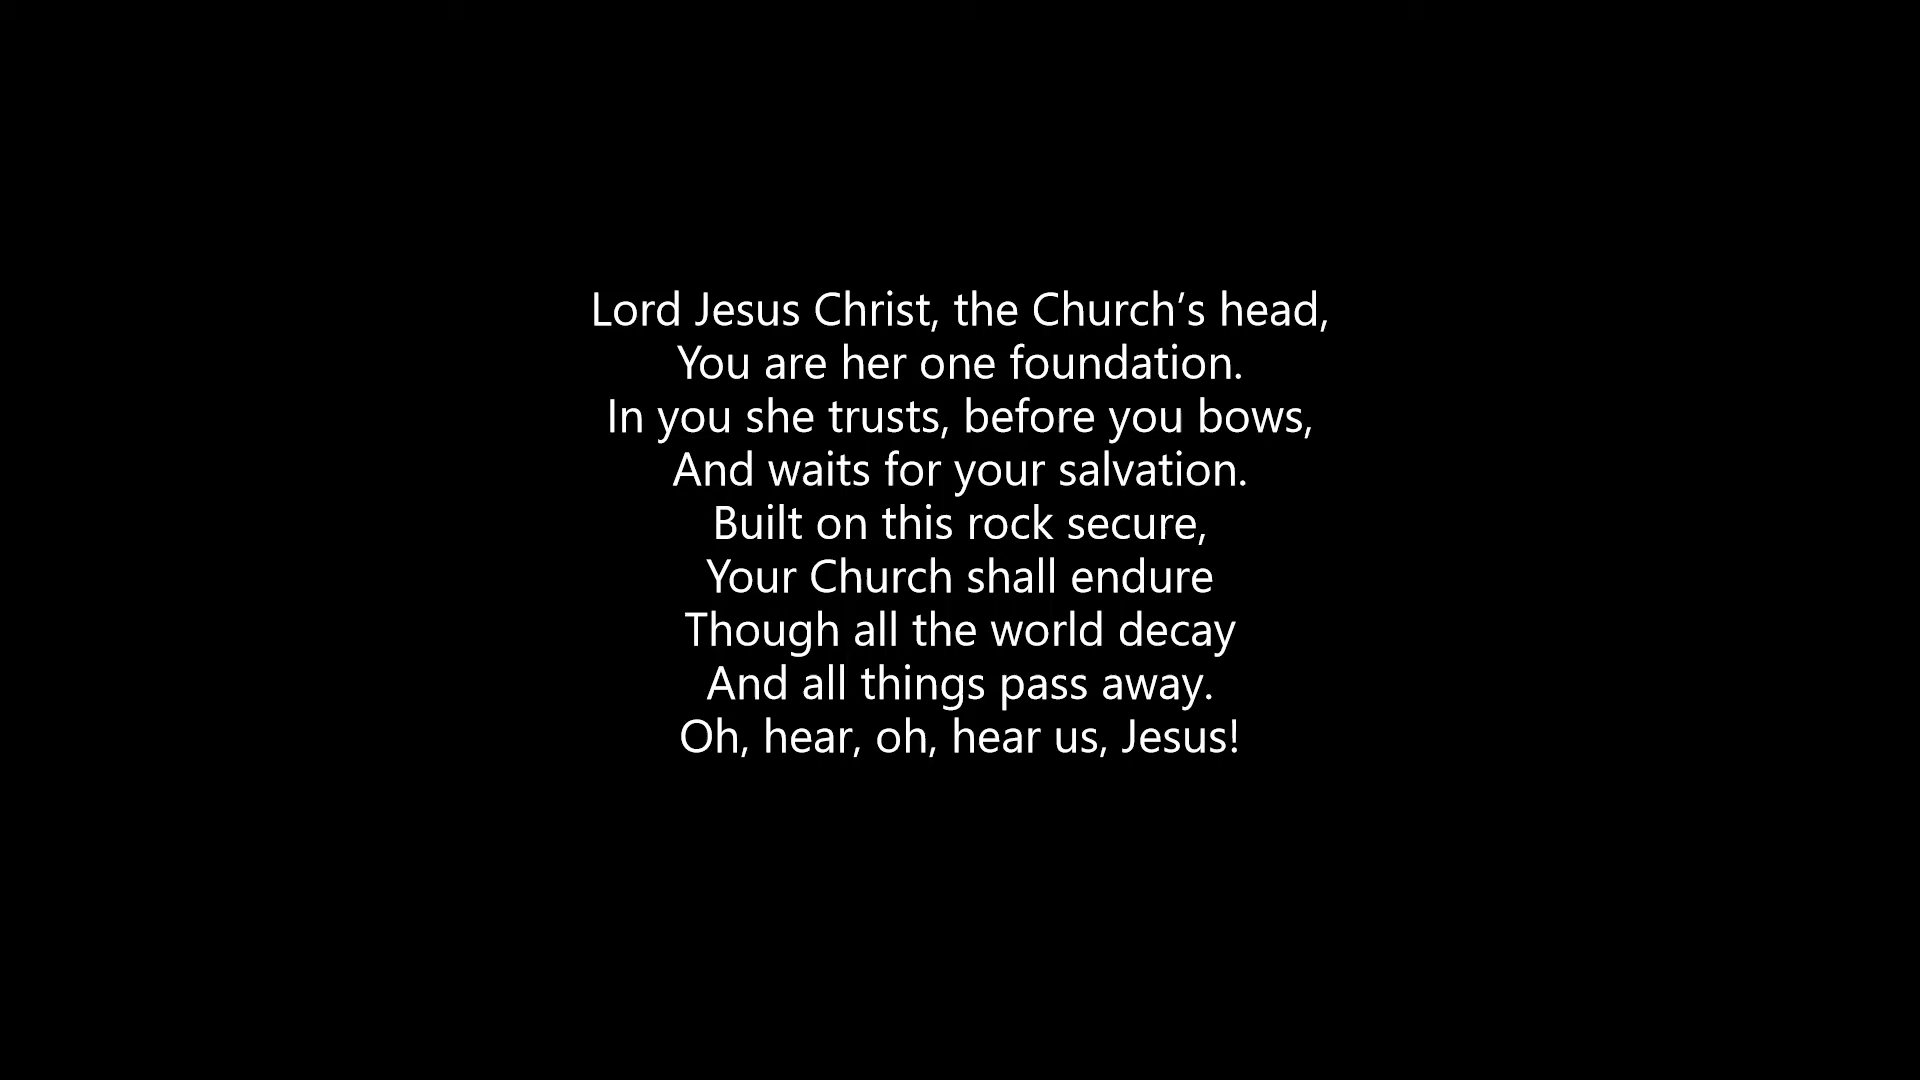 Lord Jesus Christ, the Church‘s head,
You are her one foundation.
In you she trusts, before you bows,
And waits for your salvation.
Built on this rock secure,
Your Church shall endure
Though all the world decay
And all things pass away.
Oh, hear, oh, hear us, Jesus!